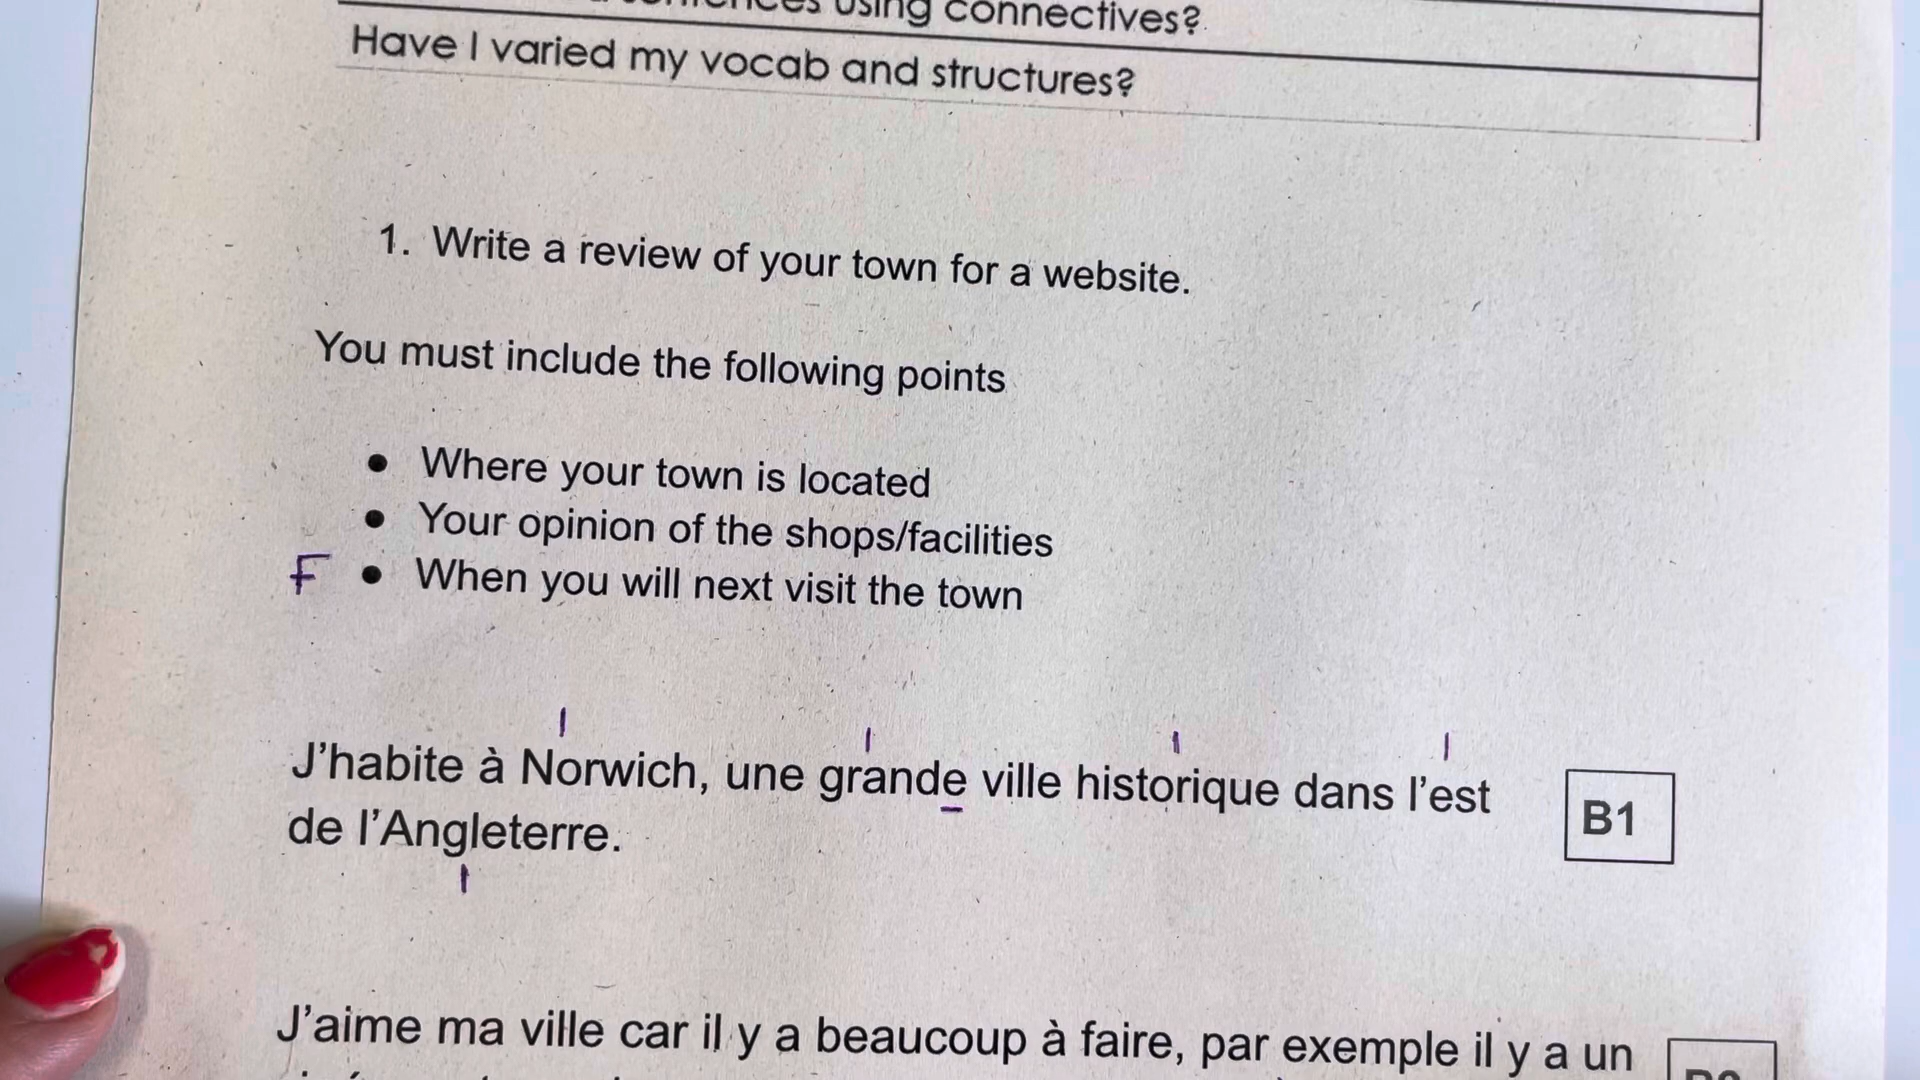 using connectives?
Have I varied my vocab and structures?
1. Write a review of your town for a website.
You must include the following points
• Where your town is located
• Your opinion of the shops/facilities
F • When you will next visit the town
J'habite à Norwich, une grande ville historique dans l'est
B1
de l'Angleterre.
J'aime ma ville car il y a beaucoup à faire, par exemple il y a un